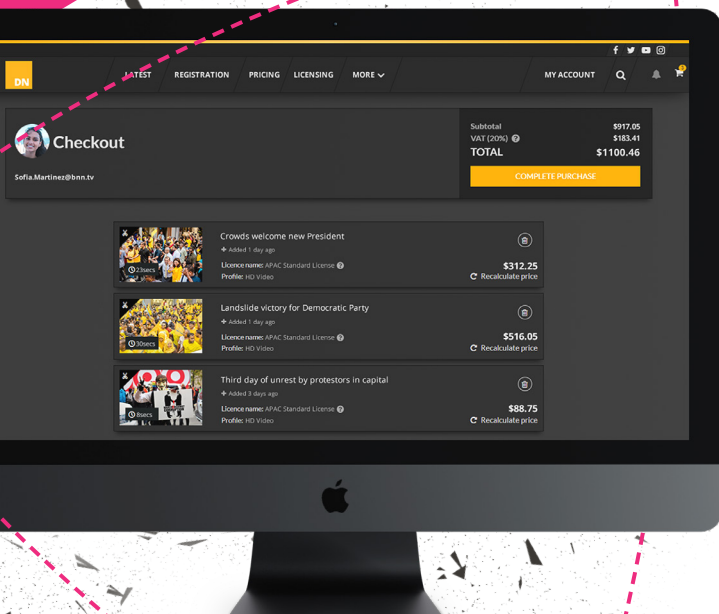 DN
LATEST
REGISTRATION
PRICING
LICENSING
MORE
MY ACCOUNT
Checkout
Sofia.Martinez@bnn.tv
Subtotal $917.05
VAT (20%) $183.41
TOTAL $1100.46
COMPLETE PURCHASE
Crowds welcome new President
Added 1 day ago
Licence name: APAC Standard License
Profile: HD Video
23secs
$312.25
Recalculate price
Landslide victory for Democratic Party
Added 1 day ago
Licence name: APAC Standard License
Profile: HD Video
30secs
$516.05
Recalculate price
Third day of unrest by protestors in capital
Added 3 days ago
Licence name: APAC Standard License
Profile: HD Video
8secs
$88.75
Recalculate price